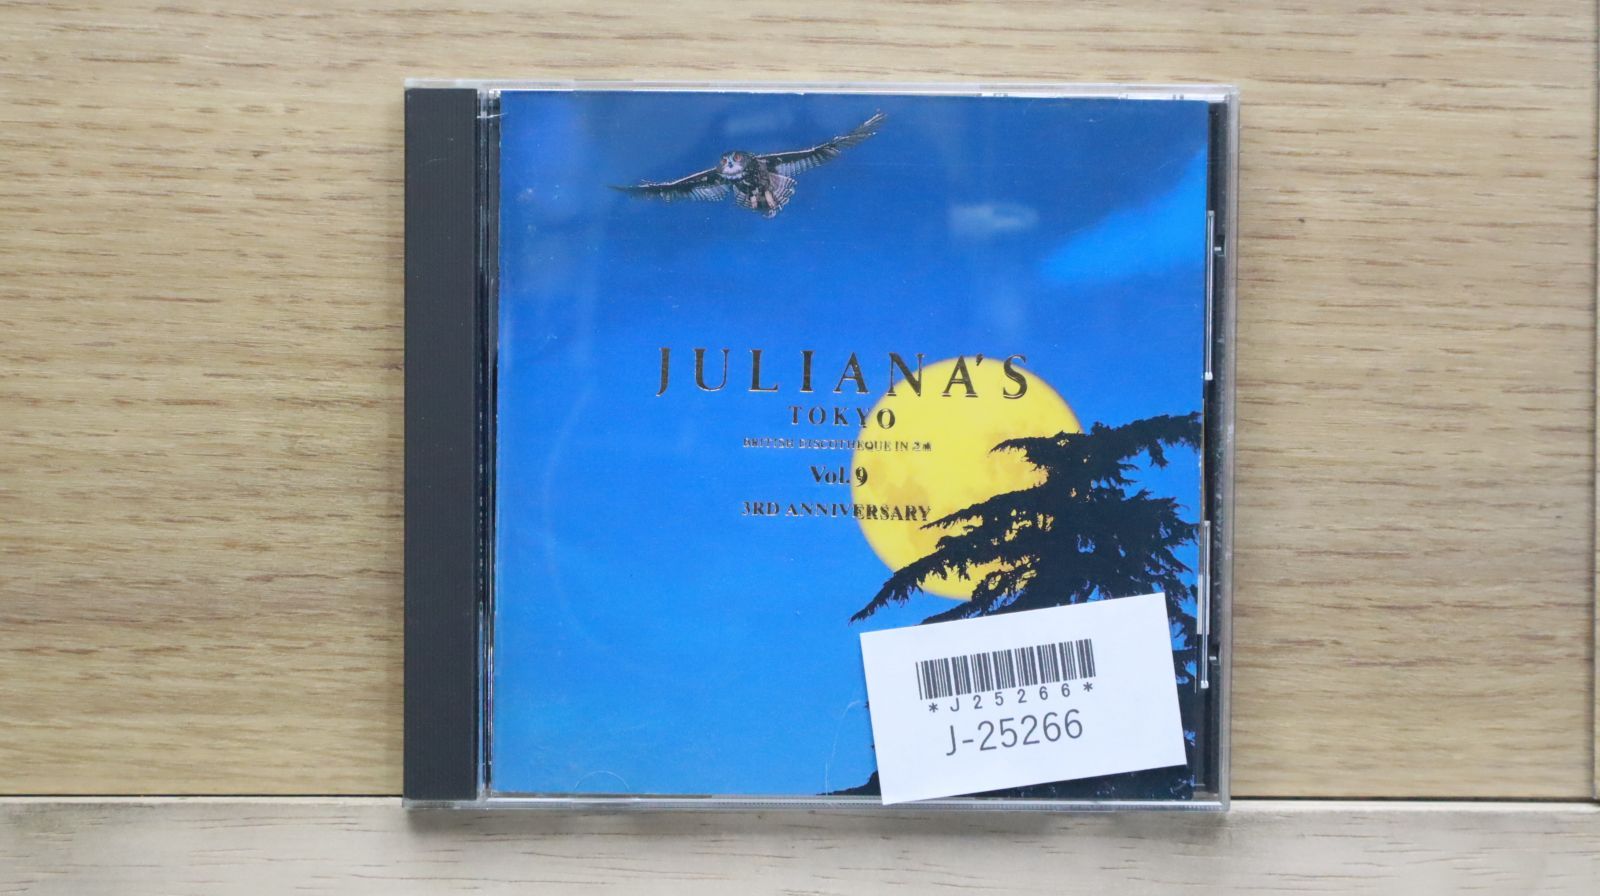 JULIANA'S
TOKYO
BRITISH DISCOTHEQUE IN 芝浦
Vol. 9
3RD ANNIVERSARY
*J25266*
J-25266